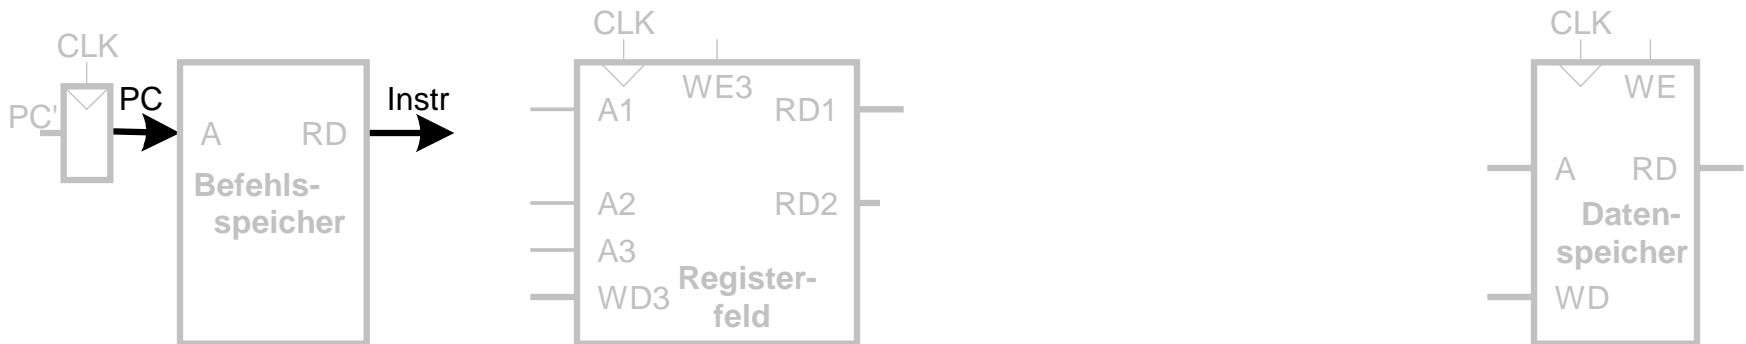 CLK
PC'
PC
A
RD
Befehls-
speicher
Instr
CLK
WE3
A1
RD1
A2
RD2
A3
WD3
Register-
feld
CLK
WE
A
RD
Daten-
speicher
WD